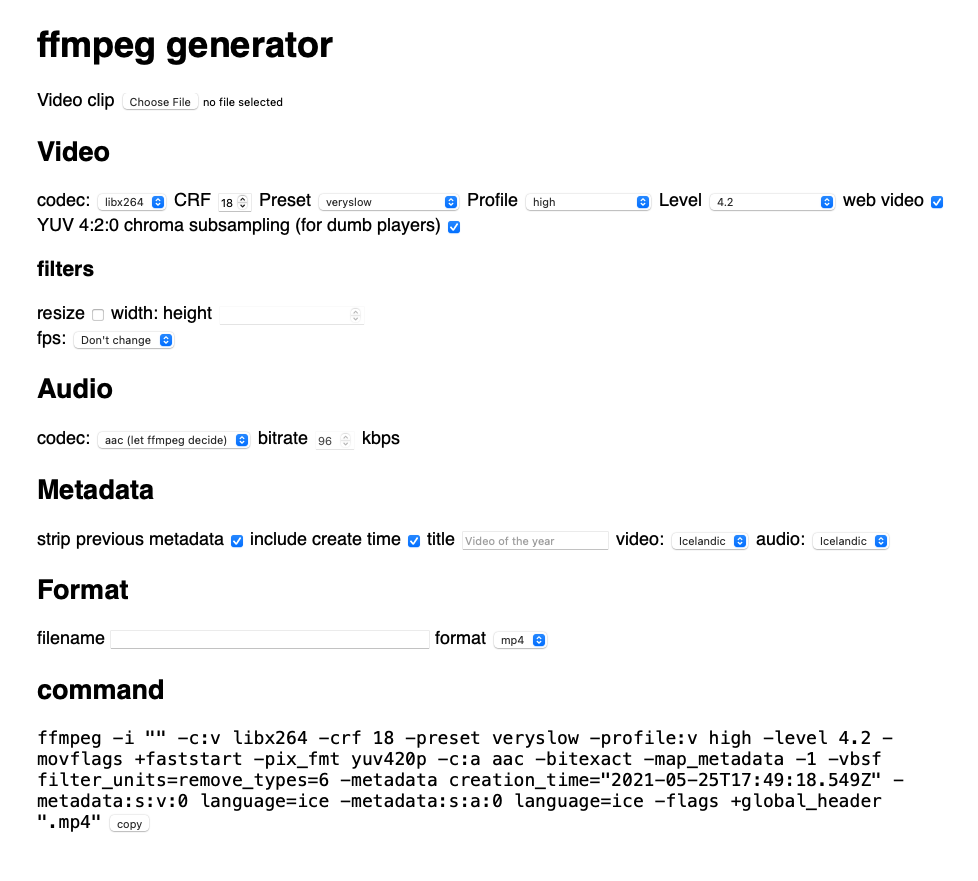 ffmpeg generator
Video clip Choose File no file selected
Video
codec: libx264 CRF 18 Preset veryslow Profile high Level 4.2 web video
YUV 4:2:0 chroma subsampling (for dumb players)
filters
resize width: height
fps: Don't change
Audio
codec: aac (let ffmpeg decide) bitrate 96 kbps
Metadata
strip previous metadata include create time title Video of the year video: Icelandic audio: Icelandic
Format
filename format mp4
command
ffmpeg -i "" -c:v libx264 -crf 18 -preset veryslow -profile:v high -level 4.2 -
movflags +faststart -pix_fmt yuv420p -c:a aac -bitexact -map_metadata -1 -vbsf
filter_units=remove_types=6 -metadata creation_time="2021-05-25T17:49:18.549Z" -
metadata:s:v:0 language=ice -metadata:s:a:0 language=ice -flags +global_header
".mp4" copy